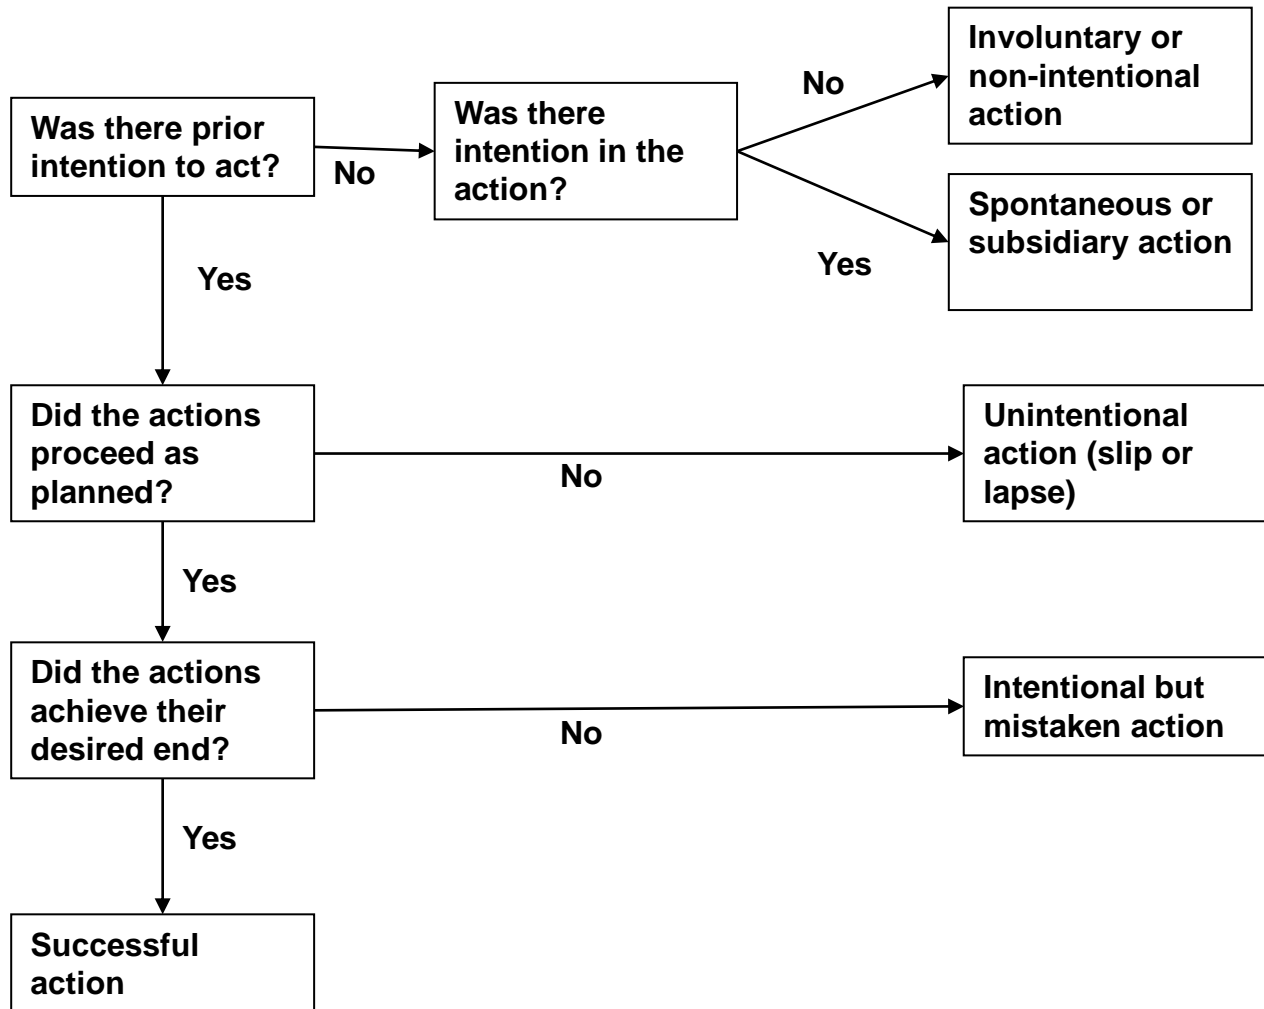 Was there prior
intention to act?
No
Was there
intention in the
action?
No
Involuntary or
non-intentional
action
Yes
Spontaneous or
subsidiary action
Yes
Did the actions
proceed as
planned?
No
Unintentional
action (slip or
lapse)
Yes
Did the actions
achieve their
desired end?
No
Intentional but
mistaken action
Yes
Successful
action